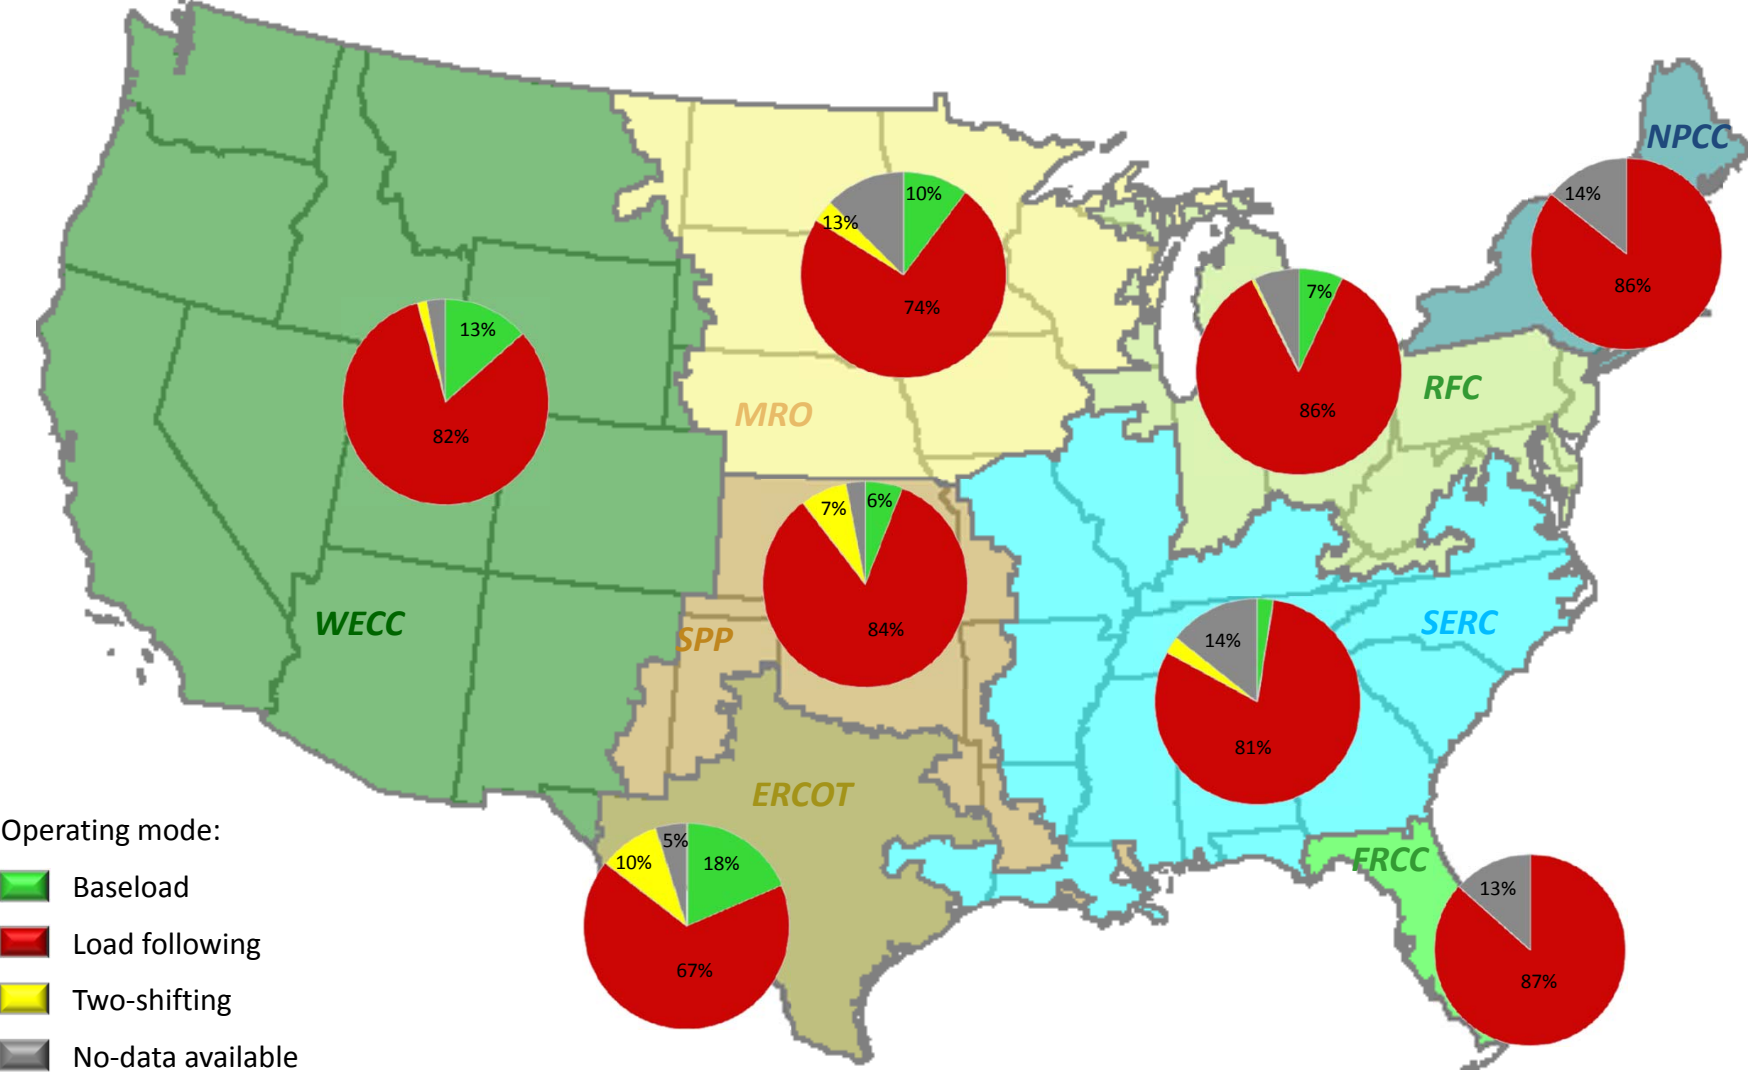 NPCC
14%
86%
10%
13%
74%
7%
86%
RFC
13%
82%
MRO
7%
6%
84%
WECC
SPP
14%
81%
SERC
ERCOT
FRCC
5%
10%
18%
67%
13%
87%
Operating mode:
Baseload
Load following
Two-shifting
No-data available